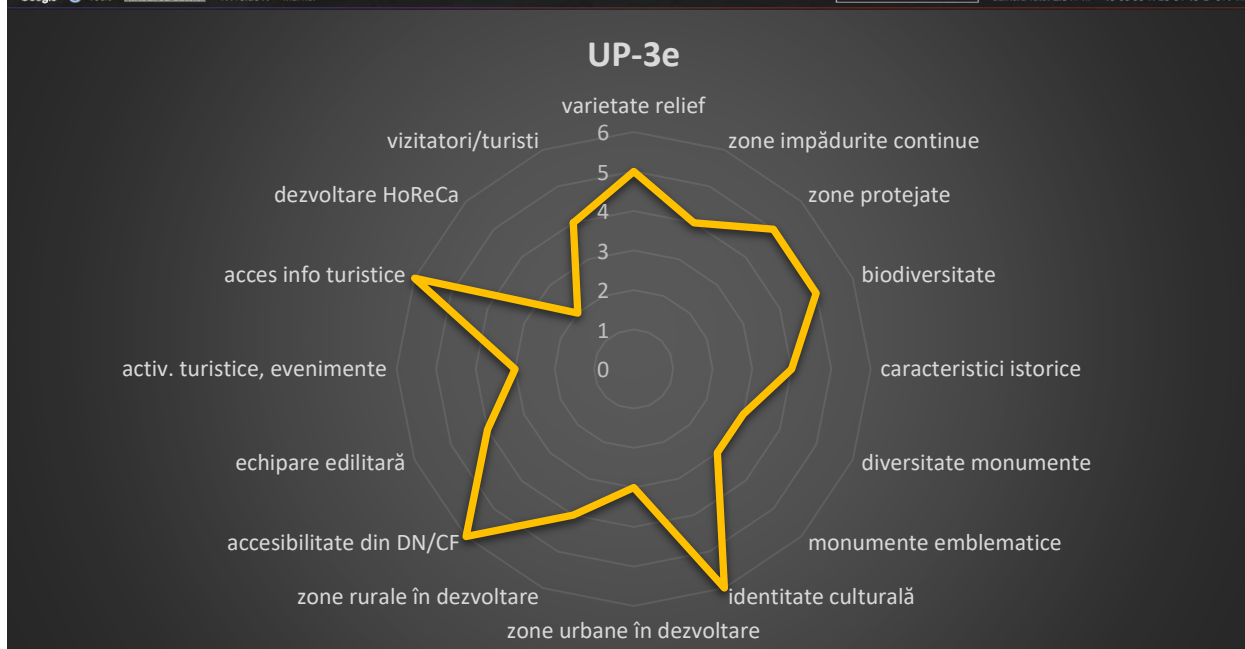 UP-3e
varietate relief
zone impădurite continue
zone protejate
biodiversitate
caracteristici istorice
diversitate monumente
monumente emblematice
identitate culturală
zone urbane în dezvoltare
zone rurale în dezvoltare
accesibilitate din DN/CF
echipare edilitară
activ. turistice, evenimente
acces info turistice
dezvoltare HoReCa
vizitatori/turisti
6
5
4
3
2
1
0